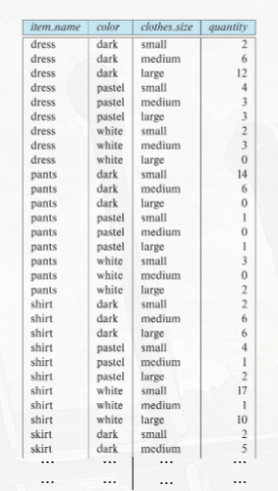 item_name color clothes_size quantity
dress dark small 2
dress dark medium 6
dress dark large 12
dress pastel small 4
dress pastel medium 3
dress pastel large 3
dress white small 2
dress white medium 3
dress white large 0
pants dark small 14
pants dark medium 6
pants dark large 0
pants pastel small 1
pants pastel medium 0
pants pastel large 1
pants white small 3
pants white medium 0
pants white large 2
shirt dark small 2
shirt dark medium 6
shirt dark large 6
shirt pastel small 4
shirt pastel medium 1
shirt pastel large 2
shirt white small 17
shirt white medium 1
shirt white large 10
skirt dark small 2
skirt dark medium 5
... ... ... ...
... ... ... ...